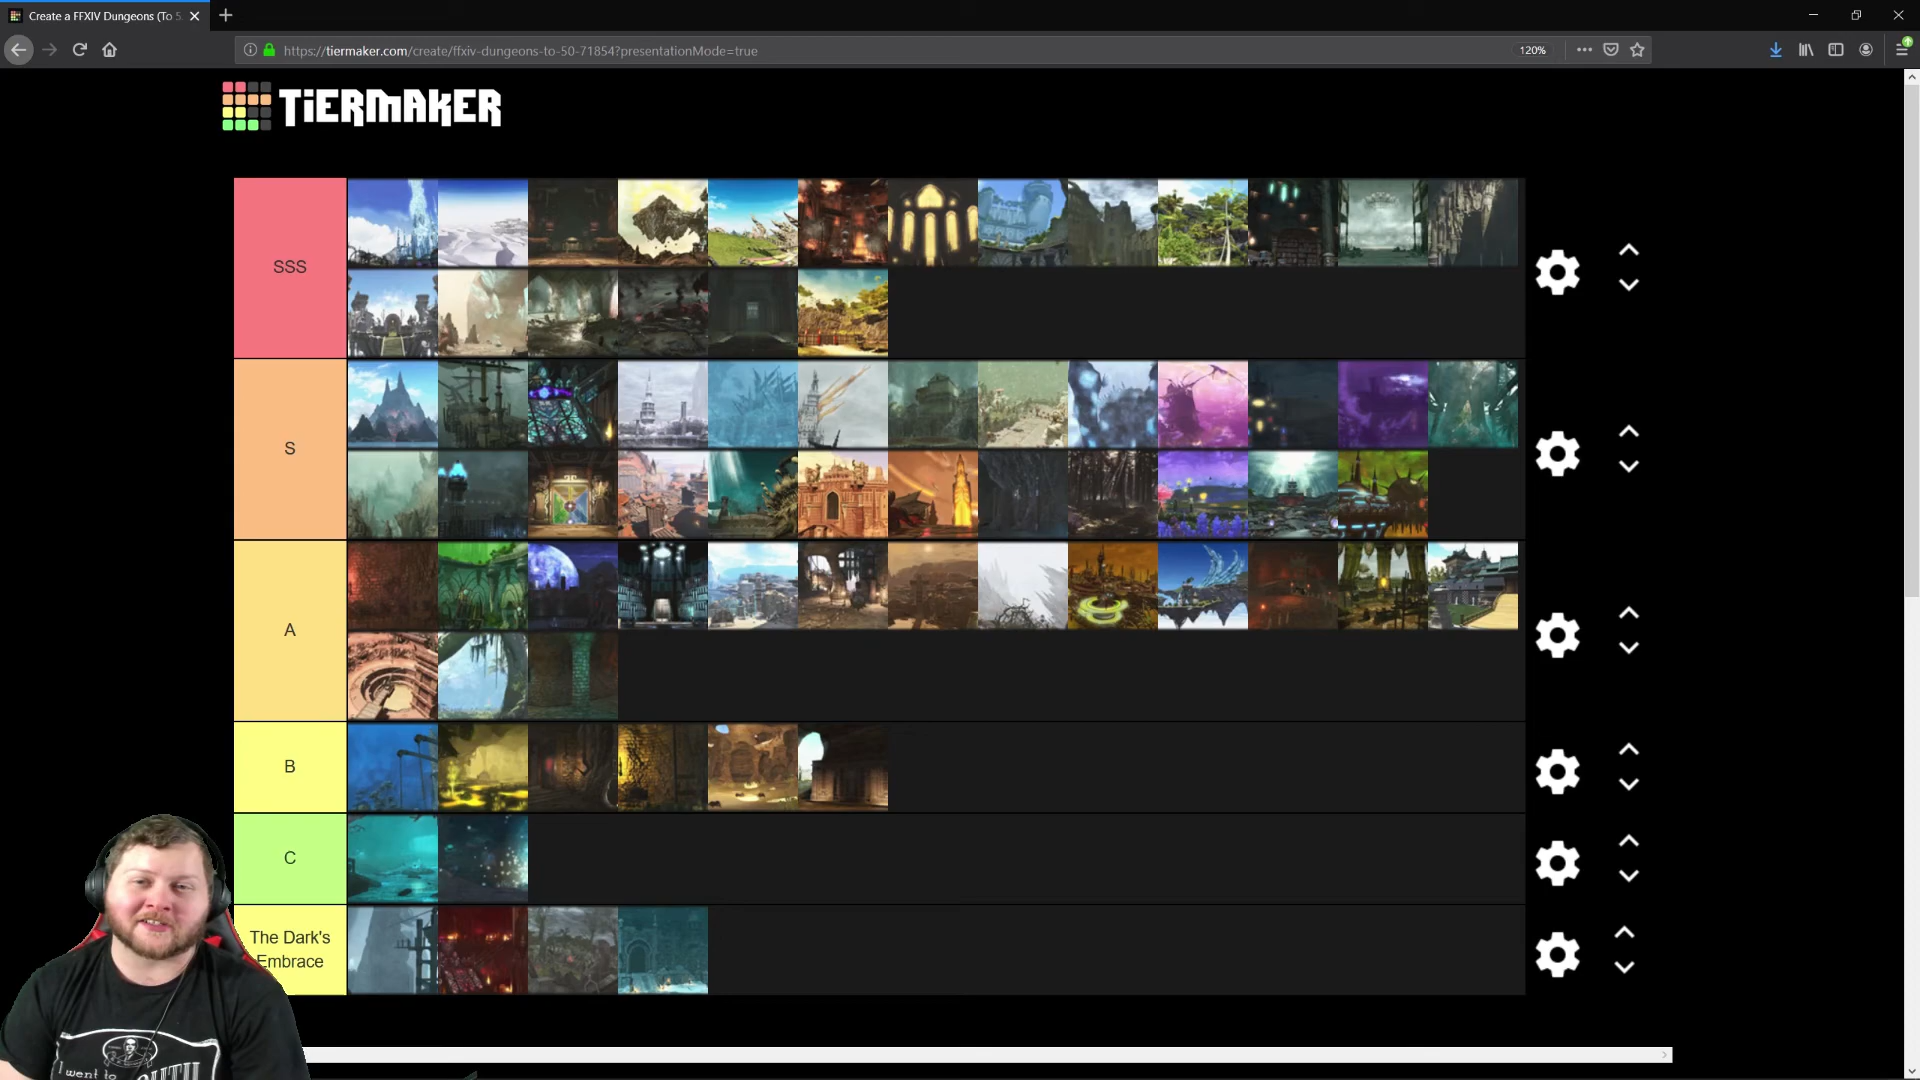 Create a FFXIV Dungeons (To 5
https://tiermaker.com/create/ffxiv-dungeons-to-50-71854?presentationMode=true
120%
TiERMAKER
SSS
S
A
B
C
The Dark's
Embrace
I went to